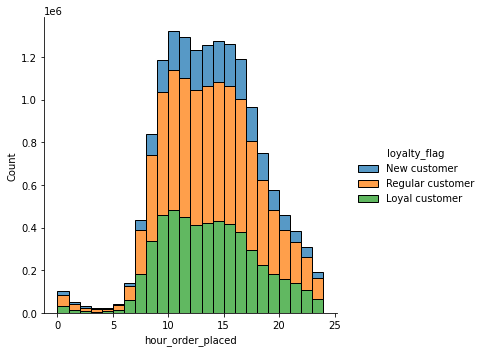 1e6
1.2
1.0
0.8
0.6
0.4
0.2
0.0
Count
0 5 10 15 20 25
hour_order_placed
loyalty_flag
New customer
Regular customer
Loyal customer